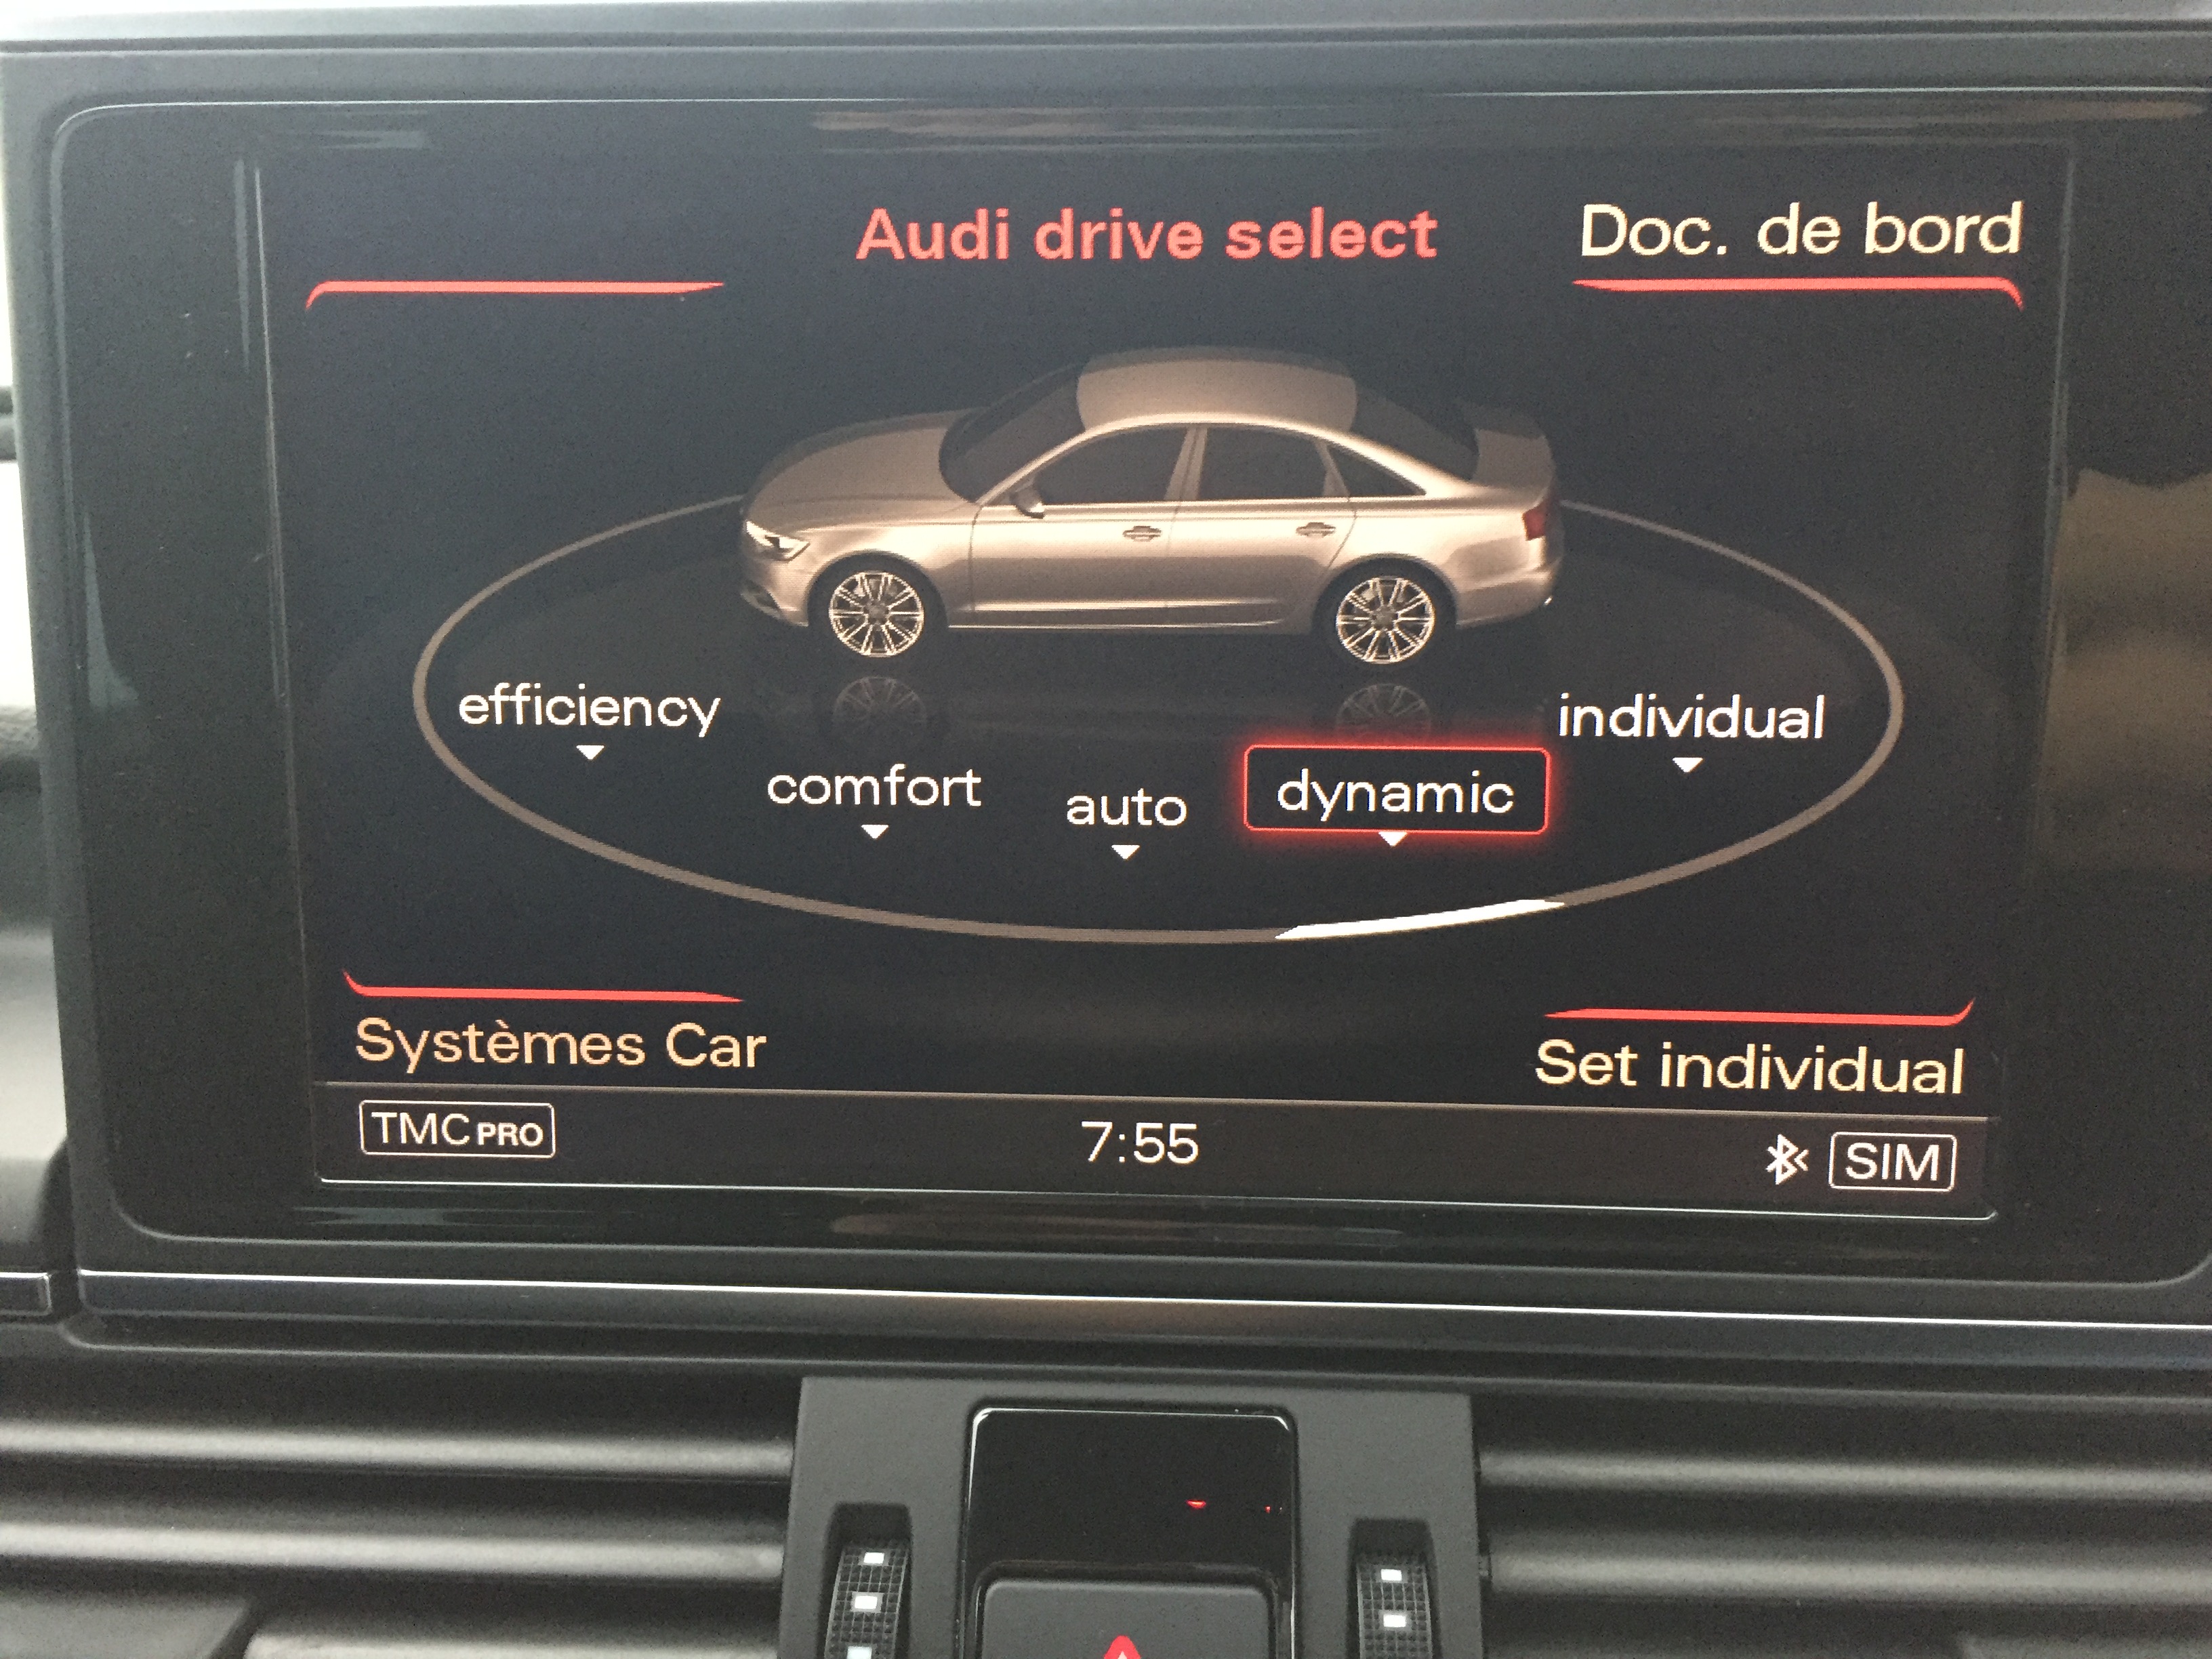 Audi drive select
Doc. de bord
efficiency
comfort
auto
dynamic
individual
Systèmes Car
Set individual
TMC PRO
7:55
SIM